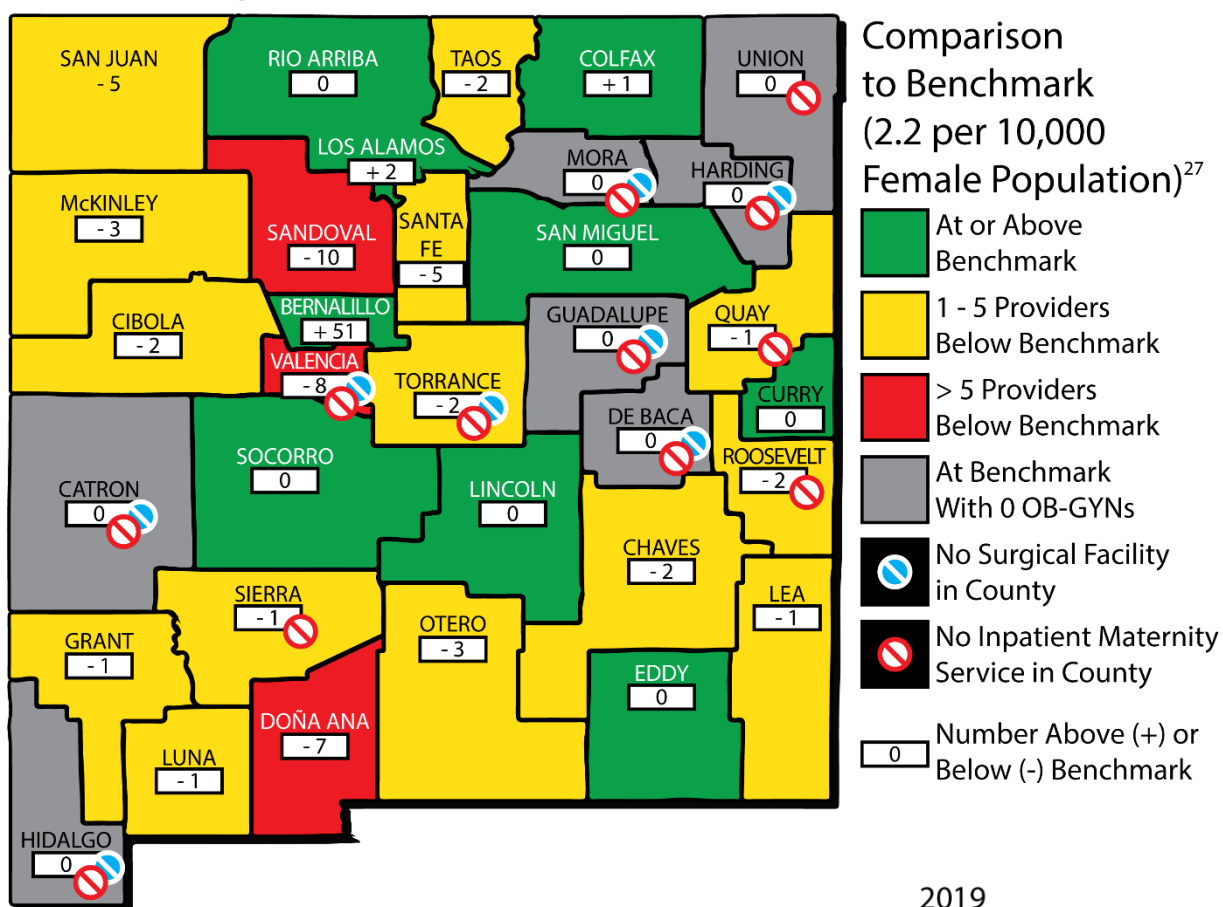 SAN JUAN
- 5
RIO ARRIBA
0
TAOS
- 2
COLFAX
+ 1
UNION
0
LOS ALAMOS
+ 2
MORA
0
HARDING
0
McKINLEY
- 3
SANDOVAL
- 10
SANTA
FE
- 5
SAN MIGUEL
0
CIBOLA
- 2
BERNALILLO
+ 51
GUADALUPE
0
QUAY
- 1
VALENCIA
- 8
TORRANCE
- 2
DE BACA
0
CURRY
0
CATRON
0
SOCORRO
0
LINCOLN
0
ROOSEVELT
- 2
CHAVES
- 2
SIERRA
- 1
OTERO
- 3
LEA
- 1
GRANT
- 1
EDDY
0
DOÑA ANA
- 7
LUNA
- 1
HIDALGO
0
Comparison
to Benchmark
(2.2 per 10,000
Female Population)27
At or Above
Benchmark
1 - 5 Providers
Below Benchmark
> 5 Providers
Below Benchmark
At Benchmark
With 0 OB-GYNs
No Surgical Facility
in County
No Inpatient Maternity
Service in County
0
Number Above (+) or
Below (-) Benchmark
2019